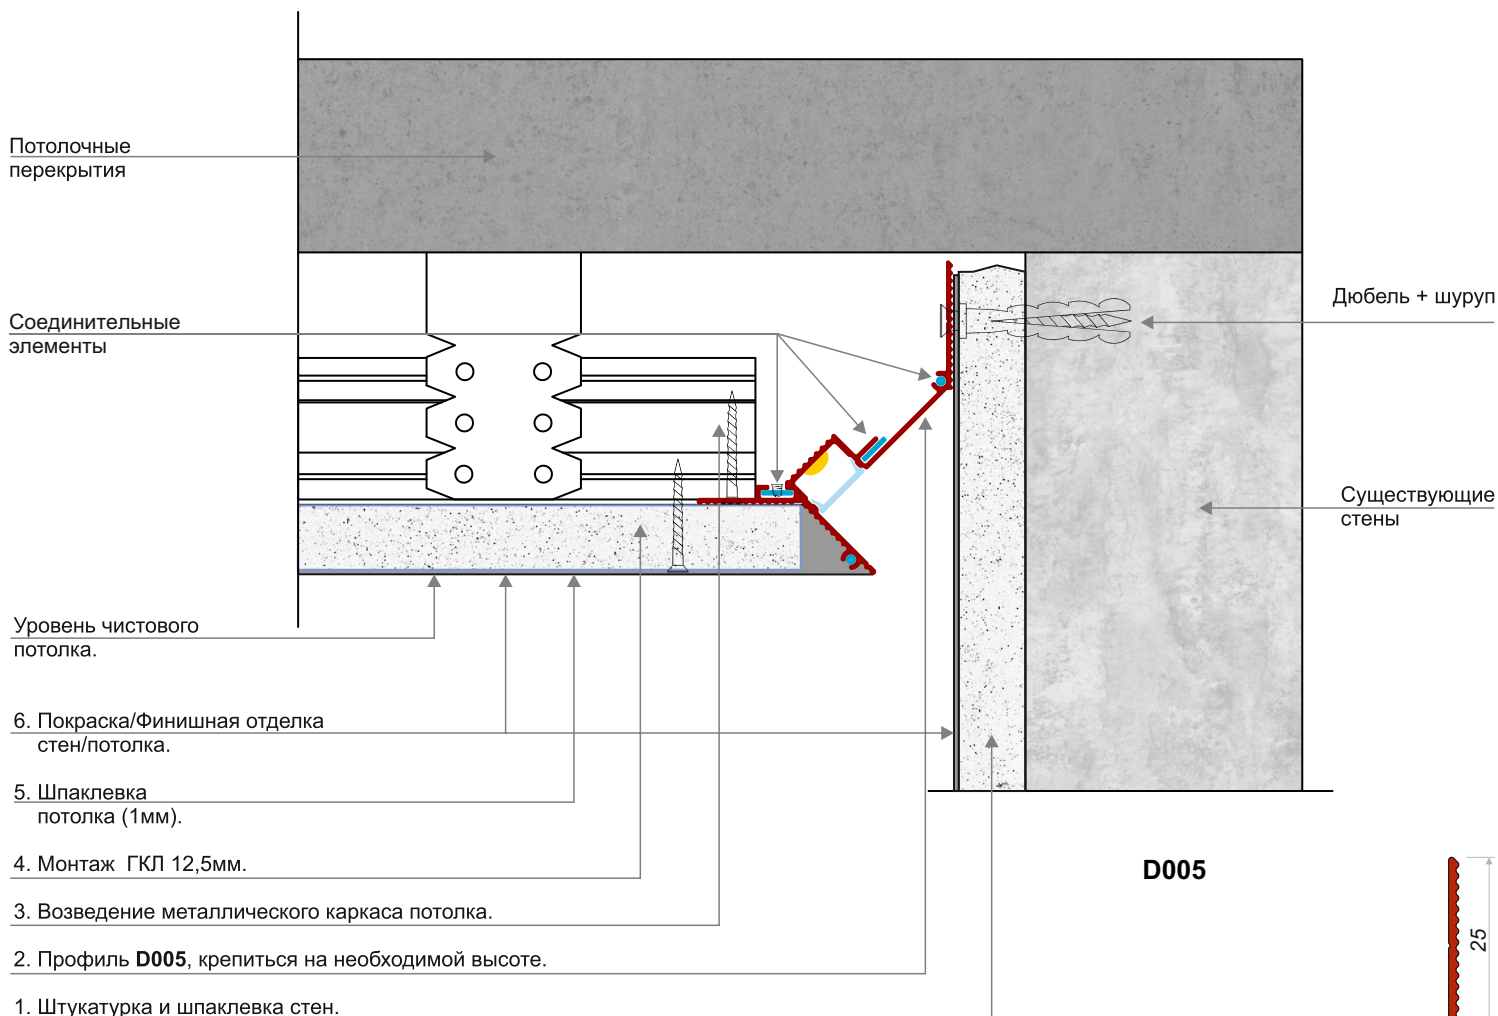 Потолочные
перекрытия
Дюбель + шуруп
Соединительные
элементы
Существующие
стены
Уровень чистового
потолка.
6. Покраска/Финишная отделка
стен/потолка.
5. Шпаклевка
потолка (1мм).
4. Монтаж ГКЛ 12,5мм.
3. Возведение металлического каркаса потолка.
2. Профиль D005, крепиться на необходимой высоте.
1. Штукатурка и шпаклевка стен.
D005
25